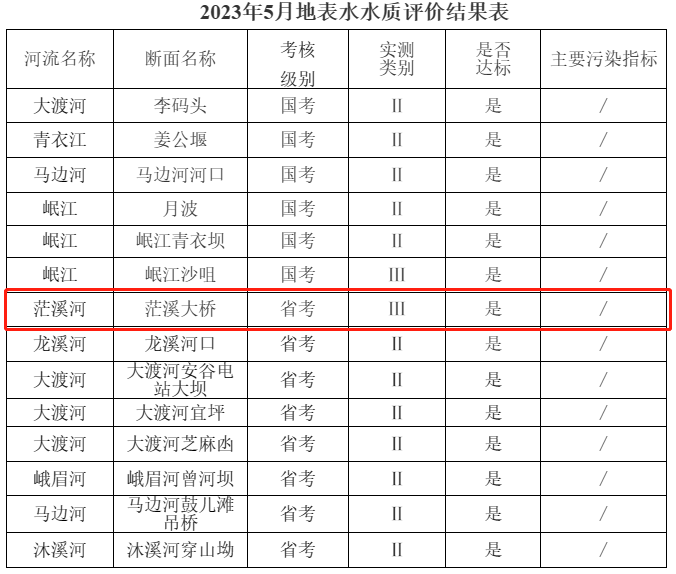 2023年5月地表水水质评价结果表
河流名称 断面名称 考核级别 实测类别 是否达标 主要污染指标
大渡河 李码头 国考 II 是 /
青衣江 姜公堰 国考 II 是 /
马边河 马边河河口 国考 II 是 /
岷江 月波 国考 II 是 /
岷江 岷江青衣坝 国考 II 是 /
岷江 岷江沙咀 国考 III 是 /
茫溪河 茫溪大桥 省考 III 是 /
龙溪河 龙溪河口 省考 II 是 /
大渡河 大渡河安谷电站大坝 省考 II 是 /
大渡河 大渡河宜坪 省考 II 是 /
大渡河 大渡河芝麻凼 省考 II 是 /
峨眉河 峨眉河曾河坝 省考 II 是 /
马边河 马边河鼓儿滩吊桥 省考 II 是 /
沐溪河 沐溪河穿山坳 省考 II 是 /